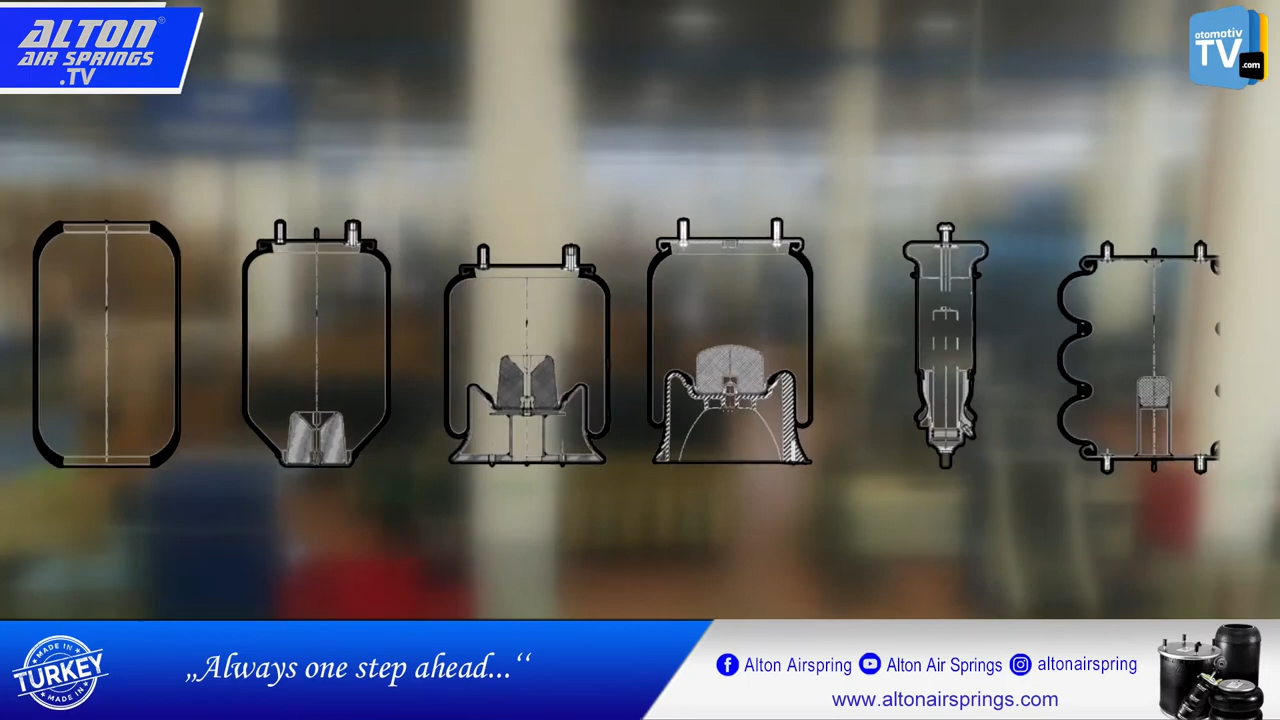 ALTON®
AIR SPRINGS
.TV
otomotiv
TV
.com
MADE IN
TURKEY
MADE IN
„Always one step ahead...“
Alton Airspring Alton Air Springs altonairspring
www.altonairsprings.com